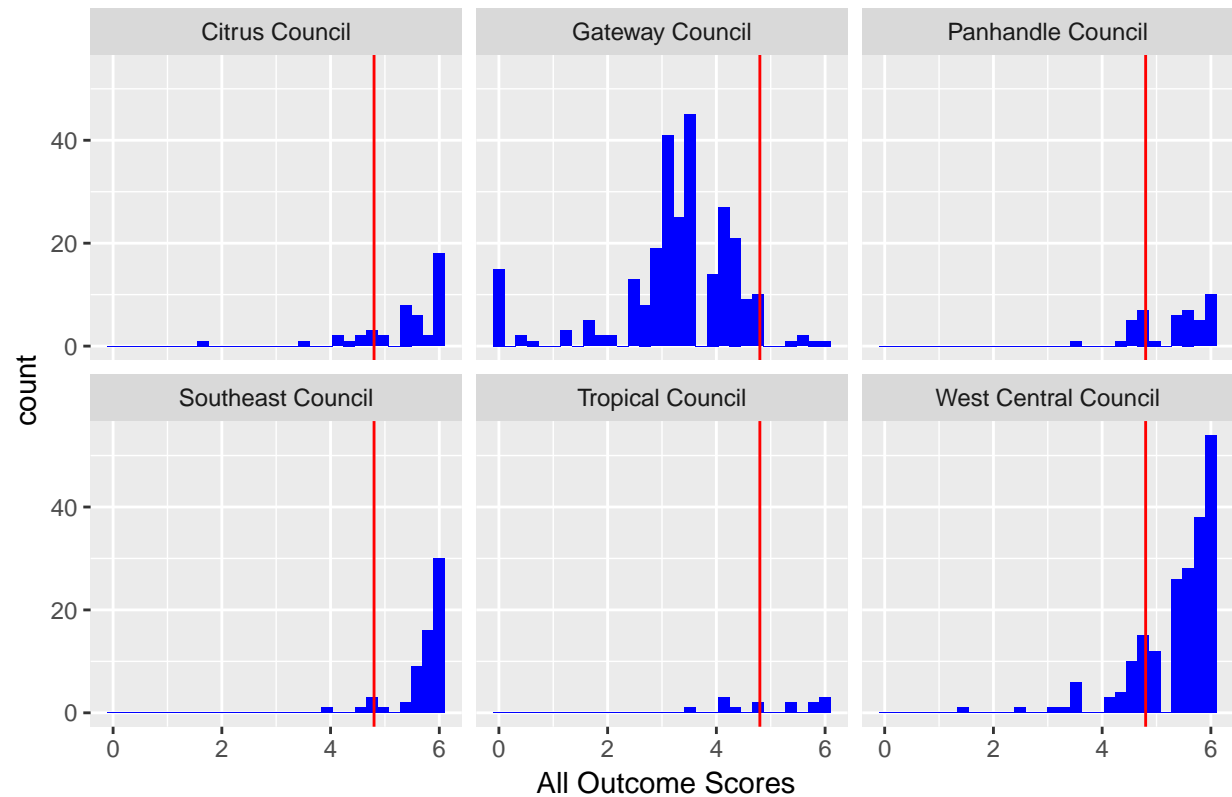 Citrus Council Gateway Council Panhandle Council
40
20
0
Southeast Council Tropical Council West Central Council
40
20
0
0 2 4 6 0 2 4 6 0 2 4 6
All Outcome Scores
count